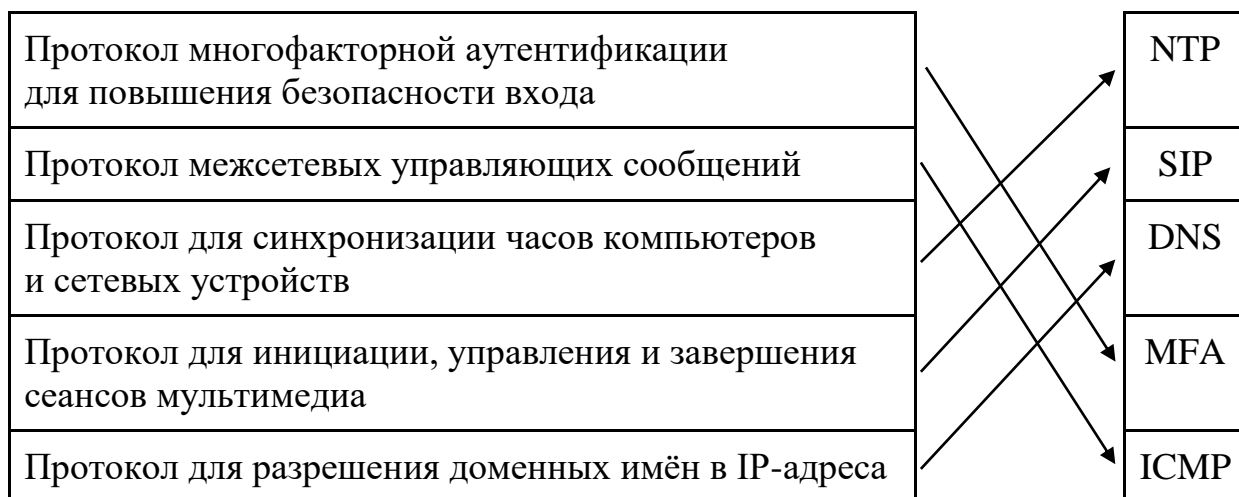 Протокол многофакторной аутентификации
для повышения безопасности входа
NTP
Протокол межсетевых управляющих сообщений
SIP
Протокол для синхронизации часов компьютеров
и сетевых устройств
DNS
Протокол для инициации, управления и завершения
сеансов мультимедиа
MFA
Протокол для разрешения доменных имён в IP-адреса
ICMP